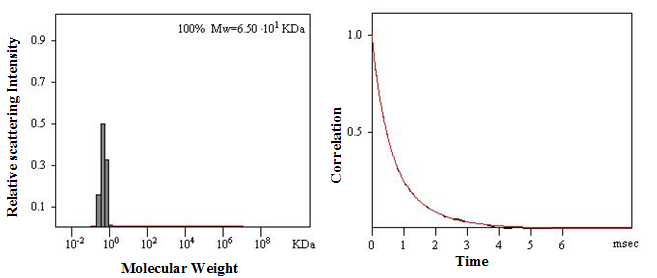 100% Mw=6.50 ·10¹ KDa
Relative scattering Intensity
0.9
0.7
0.5
0.3
0.1
10⁻² 10⁰ 10² 10⁴ 10⁶ 10⁸ KDa
Molecular Weight
Correlation
1.0
0.5
0 1 2 3 4 5 6 msec
Time